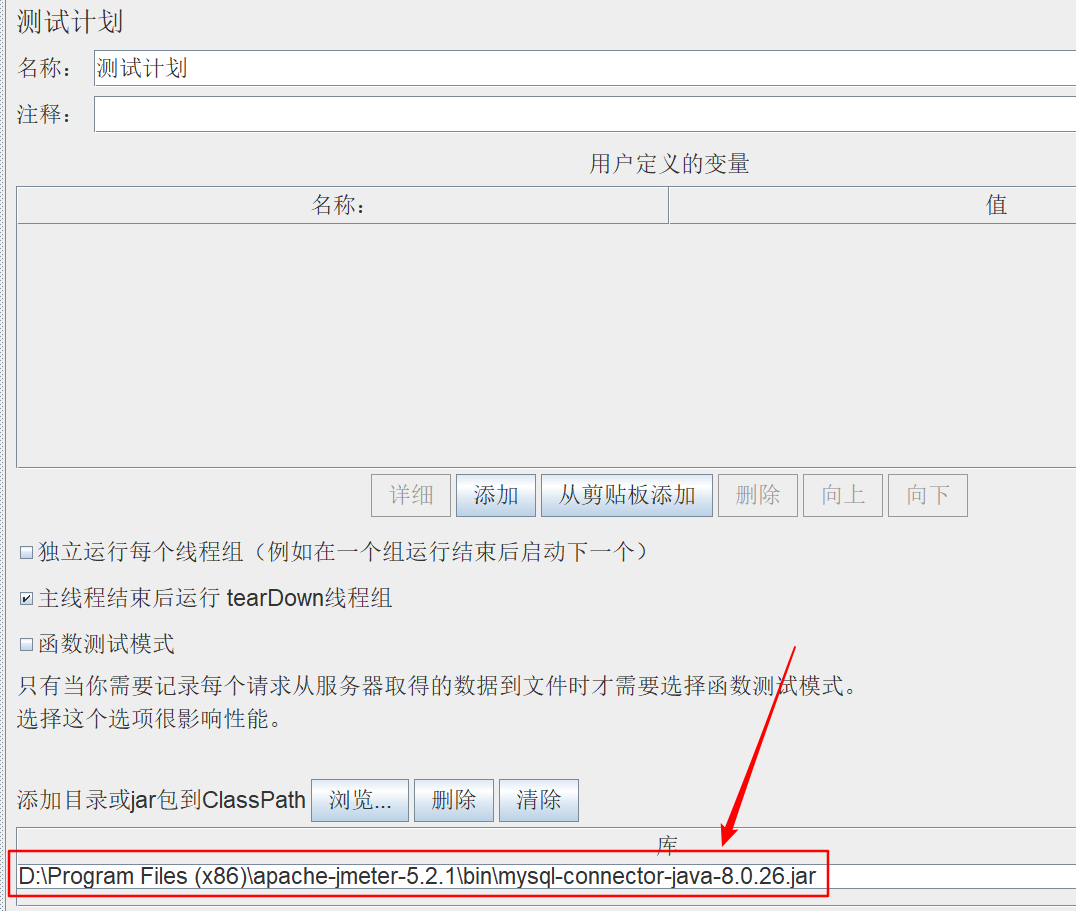 测试计划
名称： 测试计划
注释：
用户定义的变量
名称： 值
详细 添加 从剪贴板添加 删除 向上 向下
独立运行每个线程组（例如在一个组运行结束后启动下一个）
主线程结束后运行 tearDown线程组
函数测试模式
只有当你需要记录每个请求从服务器取得的数据到文件时才需要选择函数测试模式。
选择这个选项很影响性能。
添加目录或jar包到ClassPath 浏览... 删除 清除
库
D:\Program Files (x86)\apache-jmeter-5.2.1\bin\mysql-connector-java-8.0.26.jar